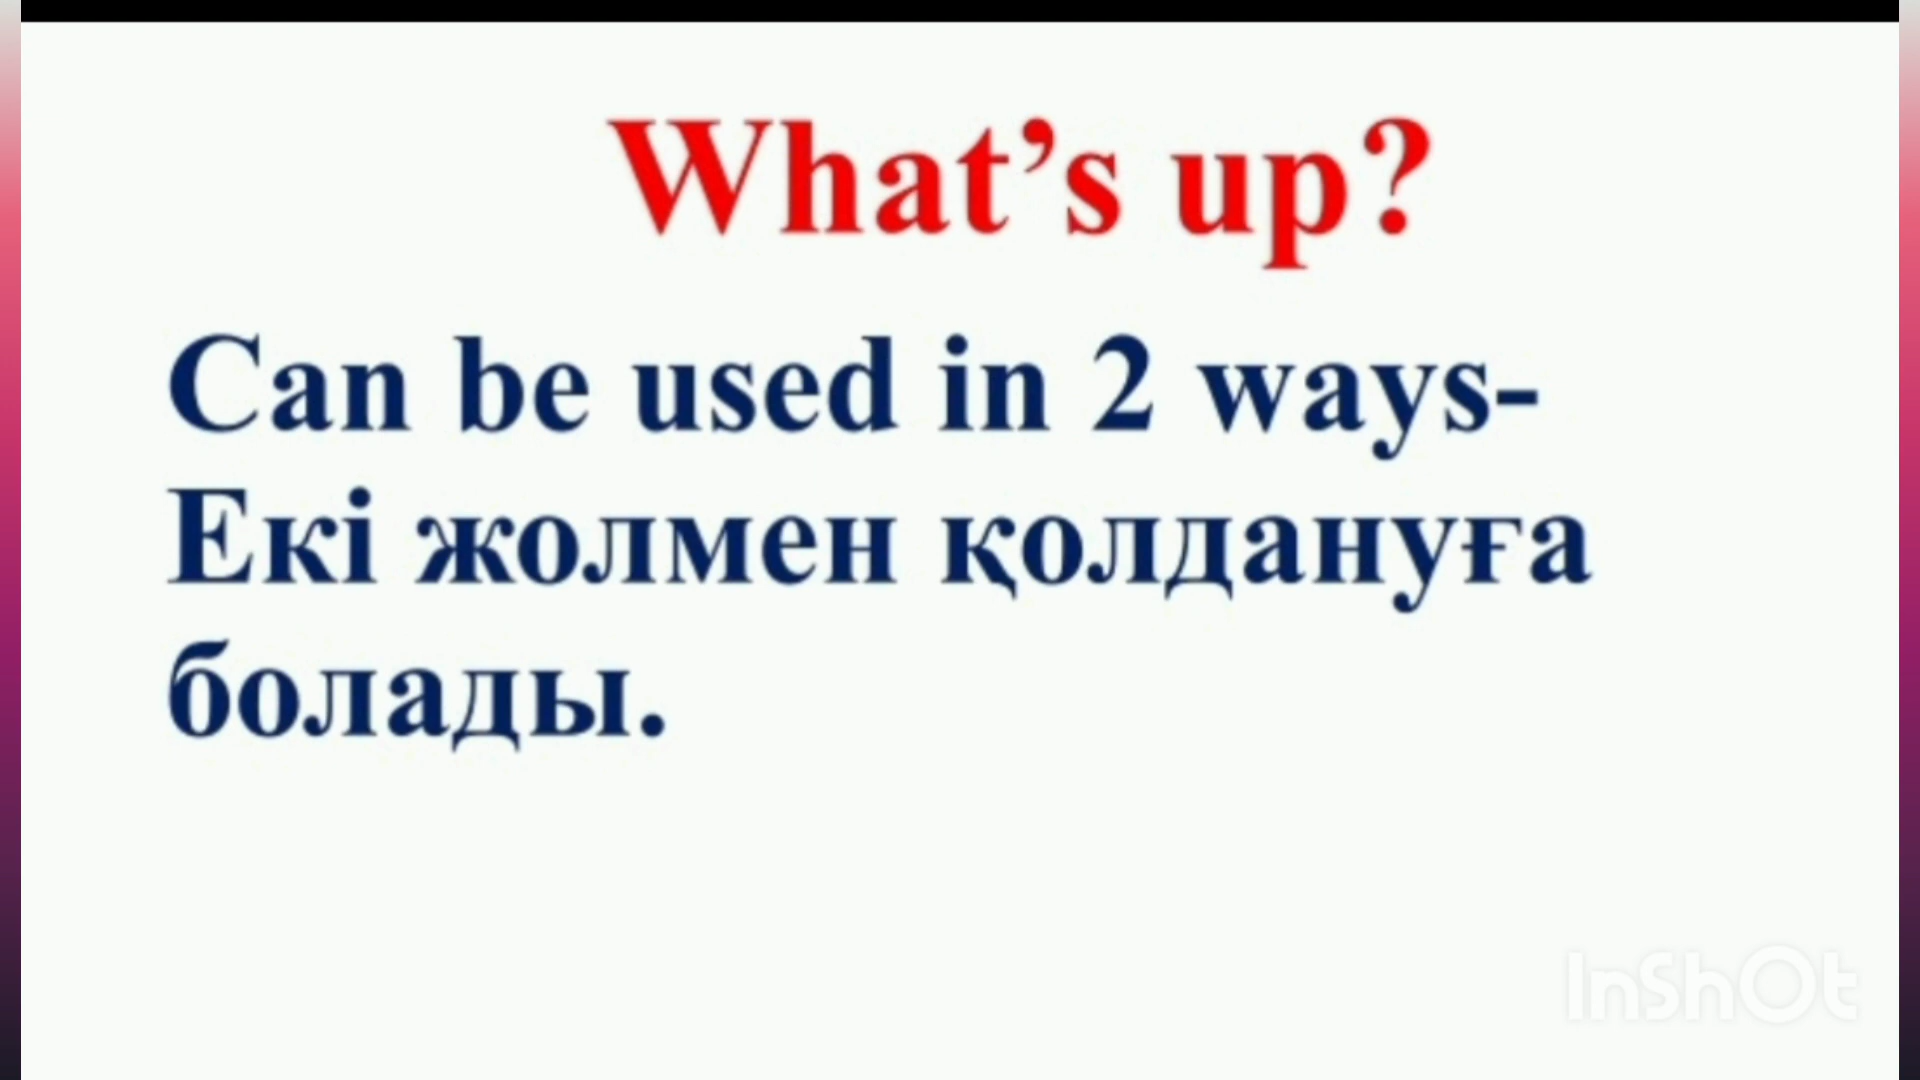 What’s up?
Can be used in 2 ways-
Екі жолмен қолдануға
болады.
InShOt